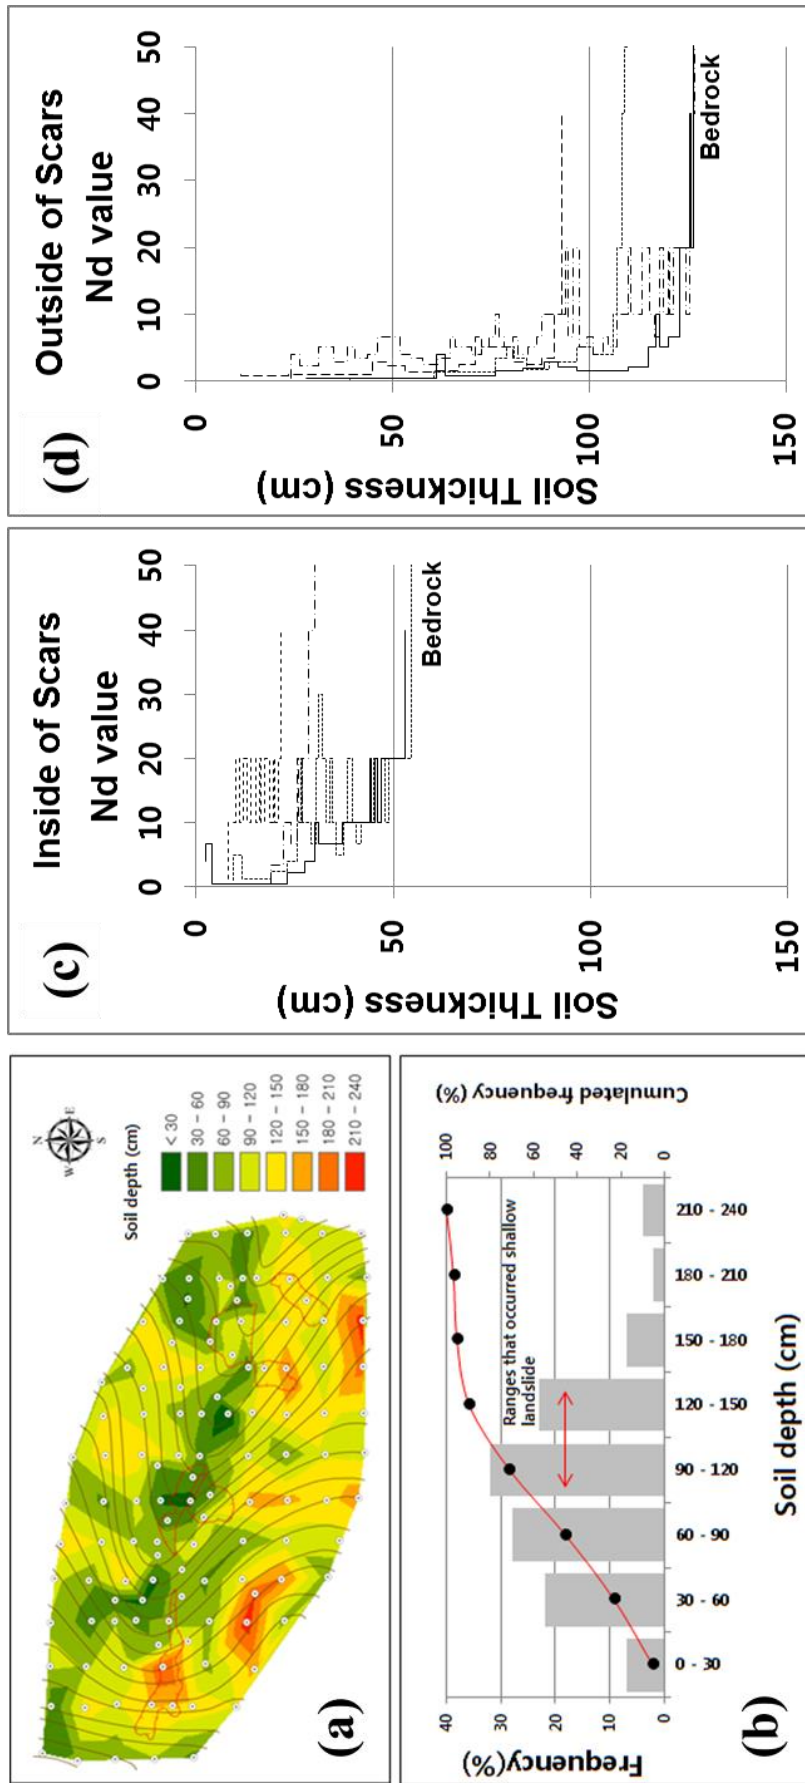 (a)
N
W
E
S
Soil depth (cm)
< 30
30 – 60
60 – 90
90 – 120
120 – 150
150 – 180
180 – 210
210 – 240
(b)
Frequency(%)
40
30
20
10
0
Cumulated frequency (%)
100
80
60
40
20
0
Ranges that occurred shallow
landslide
0 - 30
30 - 60
60 - 90
90 - 120
120 - 150
150 - 180
180 - 210
210 - 240
Soil depth (cm)
(c)
Inside of Scars
Nd value
0 10 20 30 40 50
Soil Thickness (cm)
0
50
100
150
Bedrock
(d)
Outside of Scars
Nd value
0 10 20 30 40 50
Soil Thickness (cm)
0
50
100
150
Bedrock